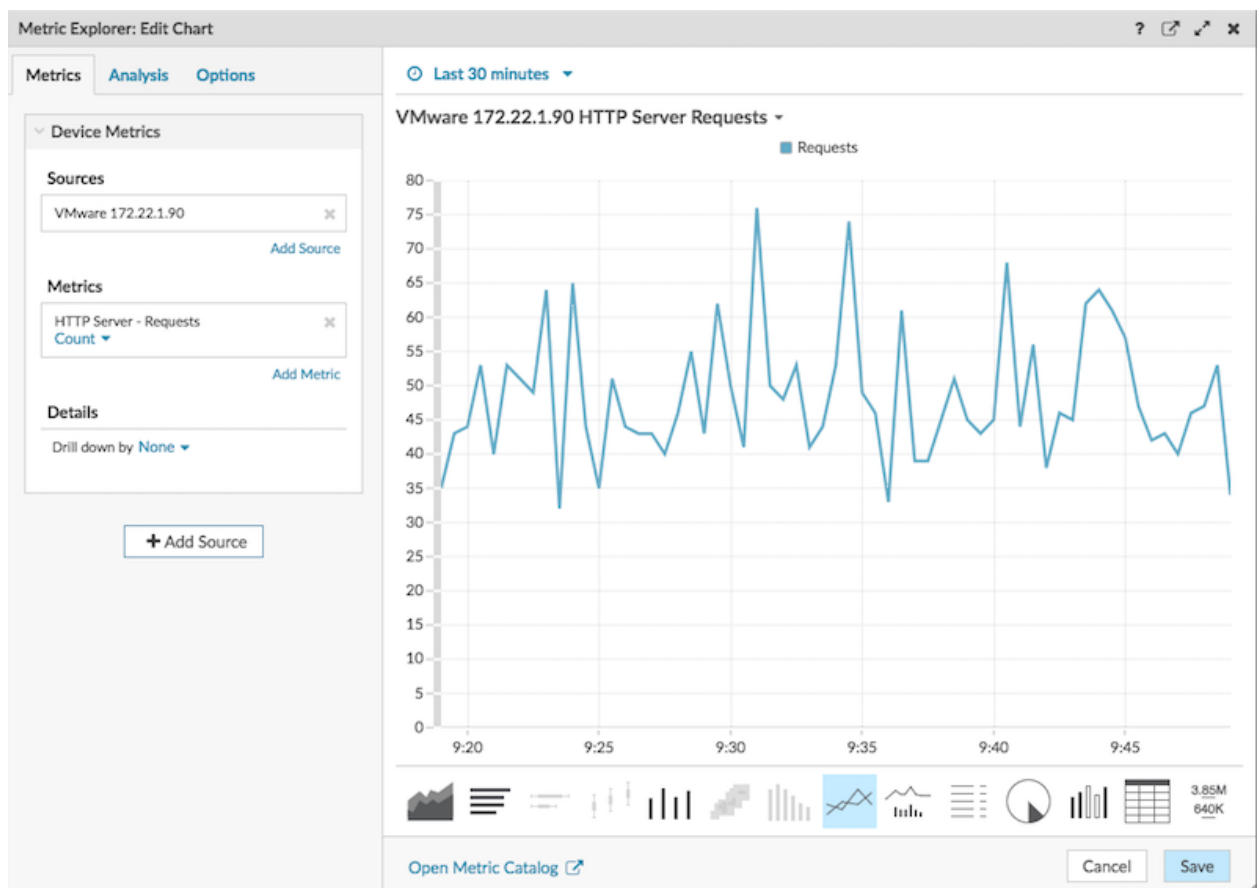 Metric Explorer: Edit Chart ?
Metrics Analysis Options
Device Metrics
Sources
VMware 172.22.1.90
Add Source
Metrics
HTTP Server - Requests
Count
Add Metric
Details
Drill down by None
+ Add Source
Last 30 minutes
VMware 172.22.1.90 HTTP Server Requests
Requests
80
75
70
65
60
55
50
45
40
35
30
25
20
15
10
5
0
9:20 9:25 9:30 9:35 9:40 9:45
3.85M
640K
Open Metric Catalog
Cancel Save